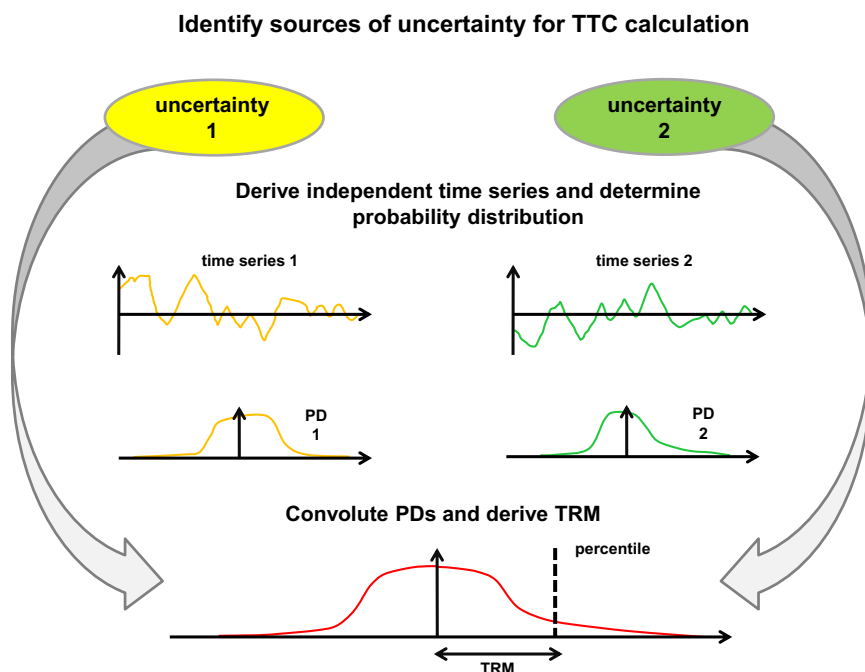 Identify sources of uncertainty for TTC calculation
uncertainty
1
uncertainty
2
Derive independent time series and determine
probability distribution
time series 1
time series 2
PD
1
PD
2
Convolute PDs and derive TRM
percentile
TRM